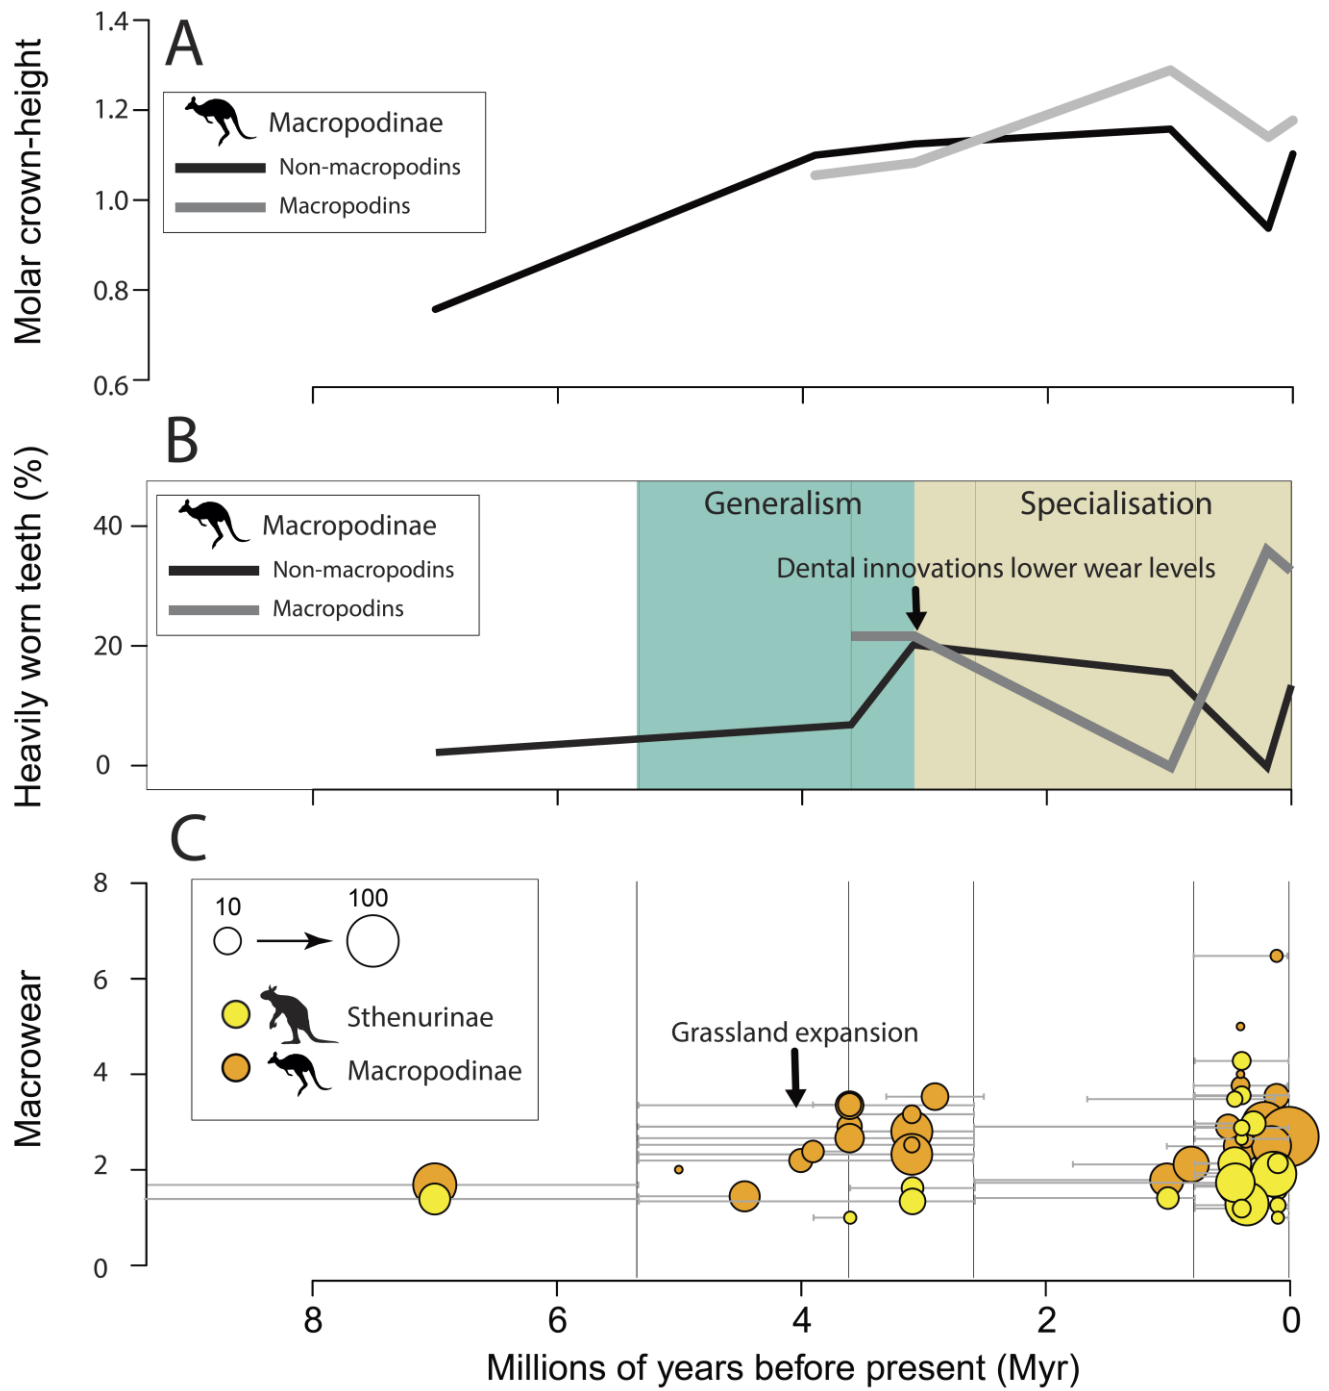 A
Molar crown-height
1.4
1.2
1.0
0.8
0.6
Macropodinae
Non-macropodins
Macropodins
B
Heavily worn teeth (%)
40
20
0
Macropodinae
Non-macropodins
Macropodins
Generalism
Specialisation
Dental innovations lower wear levels
C
Macrowear
8
6
4
2
0
10
100
Sthenurinae
Macropodinae
Grassland expansion
8 6 4 2 0
Millions of years before present (Myr)